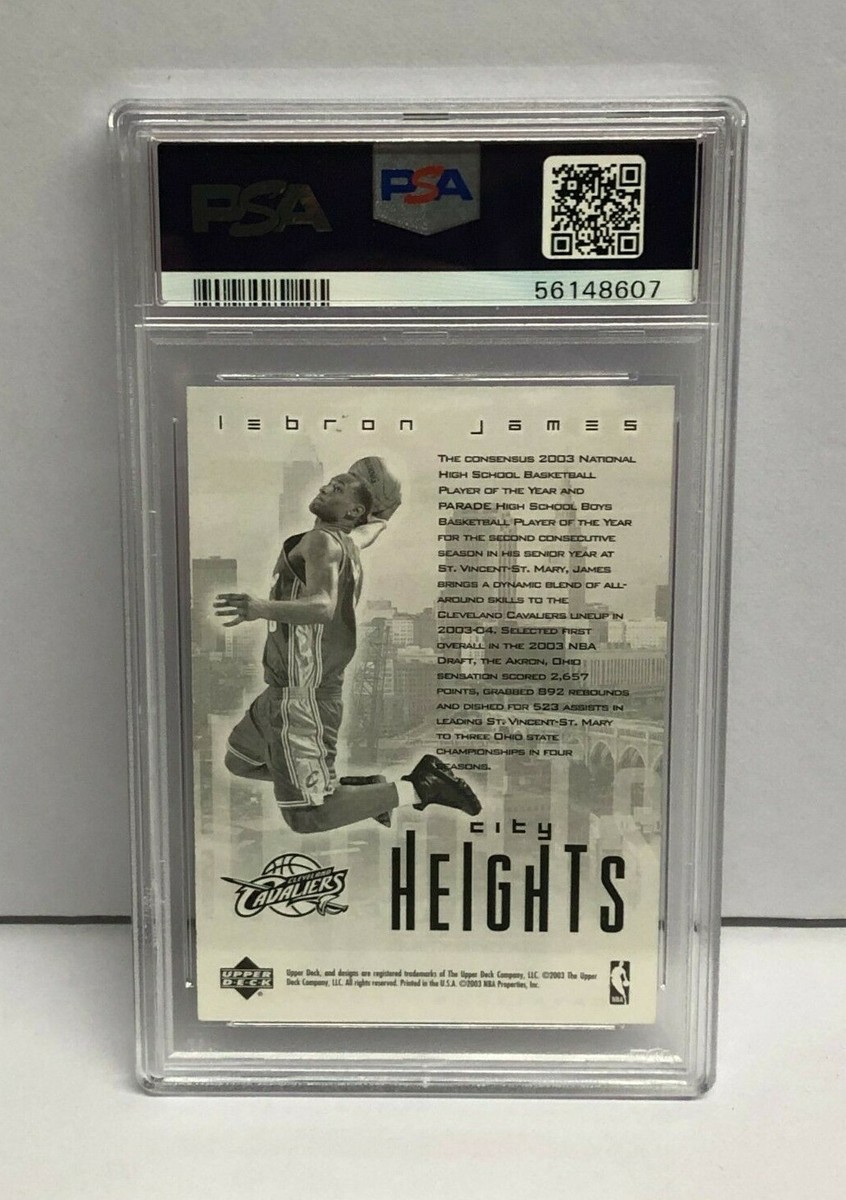 PSA
PSA
56148607
lebron james
THE CONSENSUS 2003 NATIONAL
HIGH SCHOOL BASKETBALL
PLAYER OF THE YEAR AND
PARADE HIGH SCHOOL BOYS
BASKETBALL PLAYER OF THE YEAR
FOR THE SECOND CONSECUTIVE
SEASON IN HIS SENIOR YEAR AT
ST. VINCENT-ST. MARY, JAMES
BRINGS A DYNAMIC BLEND OF ALL-
AROUND SKILLS TO THE
CLEVELAND CAVALIERS LINEUP IN
2003-04. SELECTED FIRST
OVERALL IN THE 2003 NBA
DRAFT, THE AKRON, OHIO
SENSATION SCORED 2,657
POINTS, GRABBED 892 REBOUNDS
AND DISHED FOR 523 ASSISTS IN
LEADING ST. VINCENT-ST. MARY
TO THREE OHIO STATE
CHAMPIONSHIPS IN FOUR
SEASONS.
city
HEIGHTS
CLEVELAND
CAVALIERS
UPPER
DECK
Upper Deck, and designs are registered trademarks of The Upper Deck Company, LLC. ©2003 The Upper
Deck Company, LLC. All rights reserved. Printed in the U.S.A. ©2003 NBA Properties, Inc.
NBA